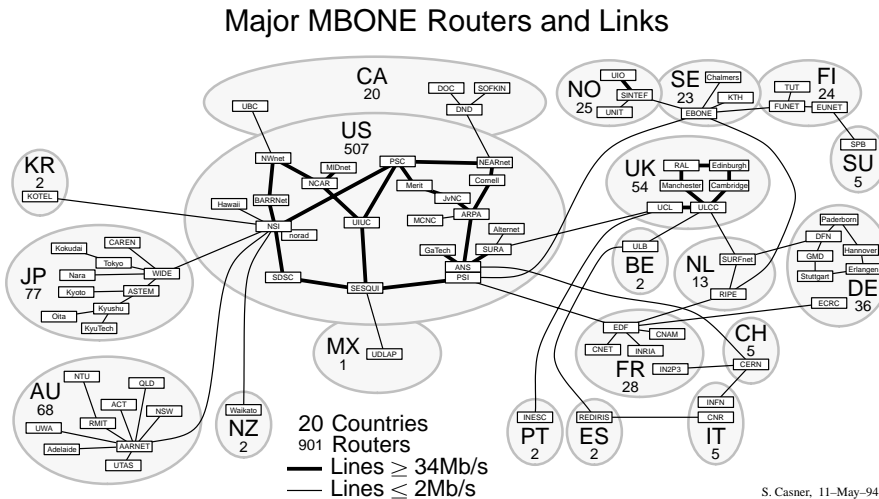 Major MBONE Routers and Links
CA
20
DOC
SOFKIN
DND
UBC
US
507
NWnet
MIDnet
NCAR
PSC
NEARnet
BARRNet
Merit
Cornell
JvNC
Hawaii
MCNC
ARPA
NSI
norad
UIUC
Alternet
GaTech
SURA
SDSC
SESQUI
ANS
PSI
NO
25
UIO
SINTEF
UNIT
SE
23
Chalmers
KTH
EBONE
FI
24
TUT
FUNET
EUNET
SPB
SU
5
KR
2
KOTEL
UK
54
RAL
Edinburgh
Manchester
Cambridge
UCL
ULCC
JP
77
CAREN
Kokudai
Tokyo
Nara
WIDE
Kyoto
ASTEM
Oita
Kyushu
KyuTech
ULB
BE
2
NL
13
SURFnet
RIPE
Paderborn
DFN
Hannover
GMD
Erlangen
Stuttgart
DE
36
ECRC
MX
1
UDLAP
EDF
CNAM
CNET
INRIA
FR
28
IN2P3
CH
5
CERN
AU
68
NTU
QLD
ACT
NSW
RMIT
UWA
Adelaide
AARNET
UTAS
Waikato
NZ
2
INESC
PT
2
REDIRIS
ES
2
INFN
CNR
IT
5
20 Countries
901 Routers
Lines ≥ 34Mb/s
Lines ≤ 2Mb/s
S. Casner, 11–May–94